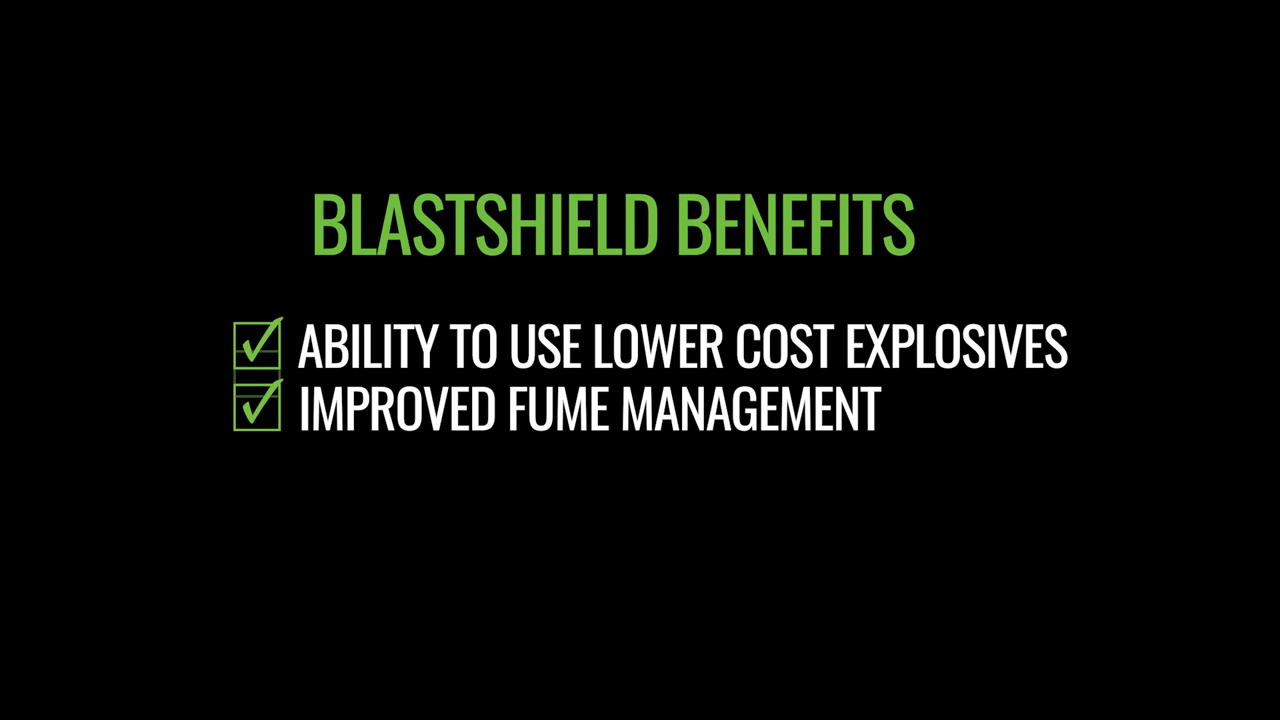 BLASTSHIELD BENEFITS
ABILITY TO USE LOWER COST EXPLOSIVES
IMPROVED FUME MANAGEMENT